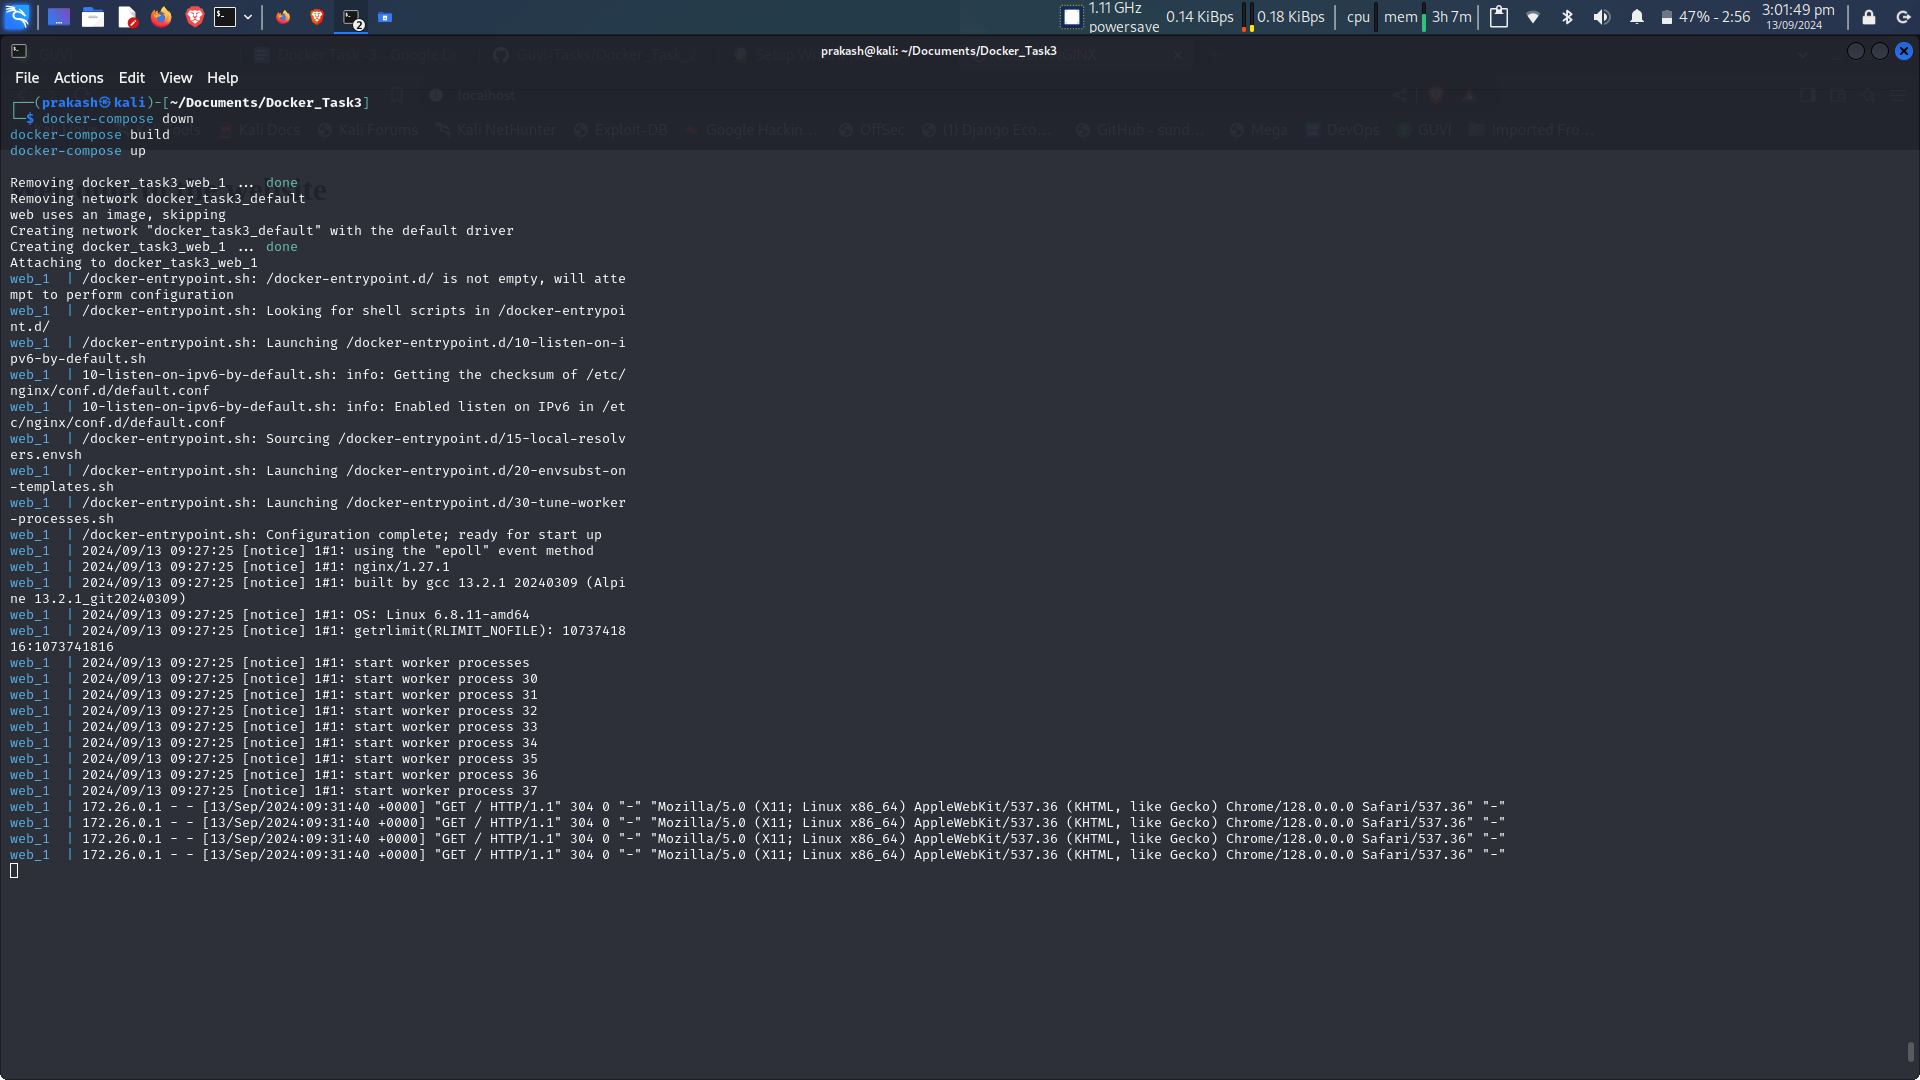 1.11 GHz
powersave
0.14 KiBps
0.18 KiBps
cpu
mem
3h 7m
47% - 2:56
3:01:49 pm
13/09/2024
prakash@kali: ~/Documents/Docker_Task3
File Actions Edit View Help
localhost
Kali Docs Kali Forums Kali NetHunter Exploit-DB Google Hackin... OffSec (1) Django Eco... GitHub - sund... Mega DevOps GUVI Imported Fro...
┌──(prakash㉿kali)-[~/Documents/Docker_Task3]
└─$ docker-compose down
docker-compose build
docker-compose up
Removing docker_task3_web_1 ... done
Removing network docker_task3_default
web uses an image, skipping
Creating network "docker_task3_default" with the default driver
Creating docker_task3_web_1 ... done
Attaching to docker_task3_web_1
web_1  | /docker-entrypoint.sh: /docker-entrypoint.d/ is not empty, will atte
mpt to perform configuration
web_1  | /docker-entrypoint.sh: Looking for shell scripts in /docker-entrypoi
nt.d/
web_1  | /docker-entrypoint.sh: Launching /docker-entrypoint.d/10-listen-on-i
pv6-by-default.sh
web_1  | 10-listen-on-ipv6-by-default.sh: info: Getting the checksum of /etc/
nginx/conf.d/default.conf
web_1  | 10-listen-on-ipv6-by-default.sh: info: Enabled listen on IPv6 in /et
c/nginx/conf.d/default.conf
web_1  | /docker-entrypoint.sh: Sourcing /docker-entrypoint.d/15-local-resolv
ers.envsh
web_1  | /docker-entrypoint.sh: Launching /docker-entrypoint.d/20-envsubst-on
-templates.sh
web_1  | /docker-entrypoint.sh: Launching /docker-entrypoint.d/30-tune-worker
-processes.sh
web_1  | /docker-entrypoint.sh: Configuration complete; ready for start up
web_1  | 2024/09/13 09:27:25 [notice] 1#1: using the "epoll" event method
web_1  | 2024/09/13 09:27:25 [notice] 1#1: nginx/1.27.1
web_1  | 2024/09/13 09:27:25 [notice] 1#1: built by gcc 13.2.1 20240309 (Alpi
ne 13.2.1_git20240309)
web_1  | 2024/09/13 09:27:25 [notice] 1#1: OS: Linux 6.8.11-amd64
web_1  | 2024/09/13 09:27:25 [notice] 1#1: getrlimit(RLIMIT_NOFILE): 10737418
16:1073741816
web_1  | 2024/09/13 09:27:25 [notice] 1#1: start worker processes
web_1  | 2024/09/13 09:27:25 [notice] 1#1: start worker process 30
web_1  | 2024/09/13 09:27:25 [notice] 1#1: start worker process 31
web_1  | 2024/09/13 09:27:25 [notice] 1#1: start worker process 32
web_1  | 2024/09/13 09:27:25 [notice] 1#1: start worker process 33
web_1  | 2024/09/13 09:27:25 [notice] 1#1: start worker process 34
web_1  | 2024/09/13 09:27:25 [notice] 1#1: start worker process 35
web_1  | 2024/09/13 09:27:25 [notice] 1#1: start worker process 36
web_1  | 2024/09/13 09:27:25 [notice] 1#1: start worker process 37
web_1  | 172.26.0.1 - - [13/Sep/2024:09:31:40 +0000] "GET / HTTP/1.1" 304 0 "-" "Mozilla/5.0 (X11; Linux x86_64) AppleWebKit/537.36 (KHTML, like Gecko) Chrome/128.0.0.0 Safari/537.36" "-"
web_1  | 172.26.0.1 - - [13/Sep/2024:09:31:40 +0000] "GET / HTTP/1.1" 304 0 "-" "Mozilla/5.0 (X11; Linux x86_64) AppleWebKit/537.36 (KHTML, like Gecko) Chrome/128.0.0.0 Safari/537.36" "-"
web_1  | 172.26.0.1 - - [13/Sep/2024:09:31:40 +0000] "GET / HTTP/1.1" 304 0 "-" "Mozilla/5.0 (X11; Linux x86_64) AppleWebKit/537.36 (KHTML, like Gecko) Chrome/128.0.0.0 Safari/537.36" "-"
web_1  | 172.26.0.1 - - [13/Sep/2024:09:31:40 +0000] "GET / HTTP/1.1" 304 0 "-" "Mozilla/5.0 (X11; Linux x86_64) AppleWebKit/537.36 (KHTML, like Gecko) Chrome/128.0.0.0 Safari/537.36" "-"